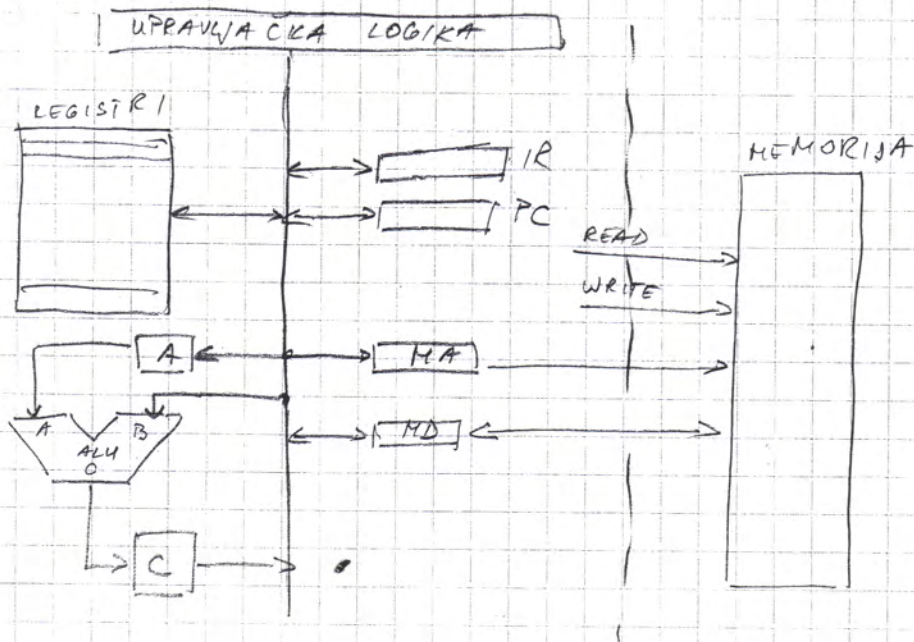 UPRAVLJAČKA LOGIKA
REGISTRI
IR
MEMORIJA
PC
READ
WRITE
A
MA
A
B
ALU
MD
O
C